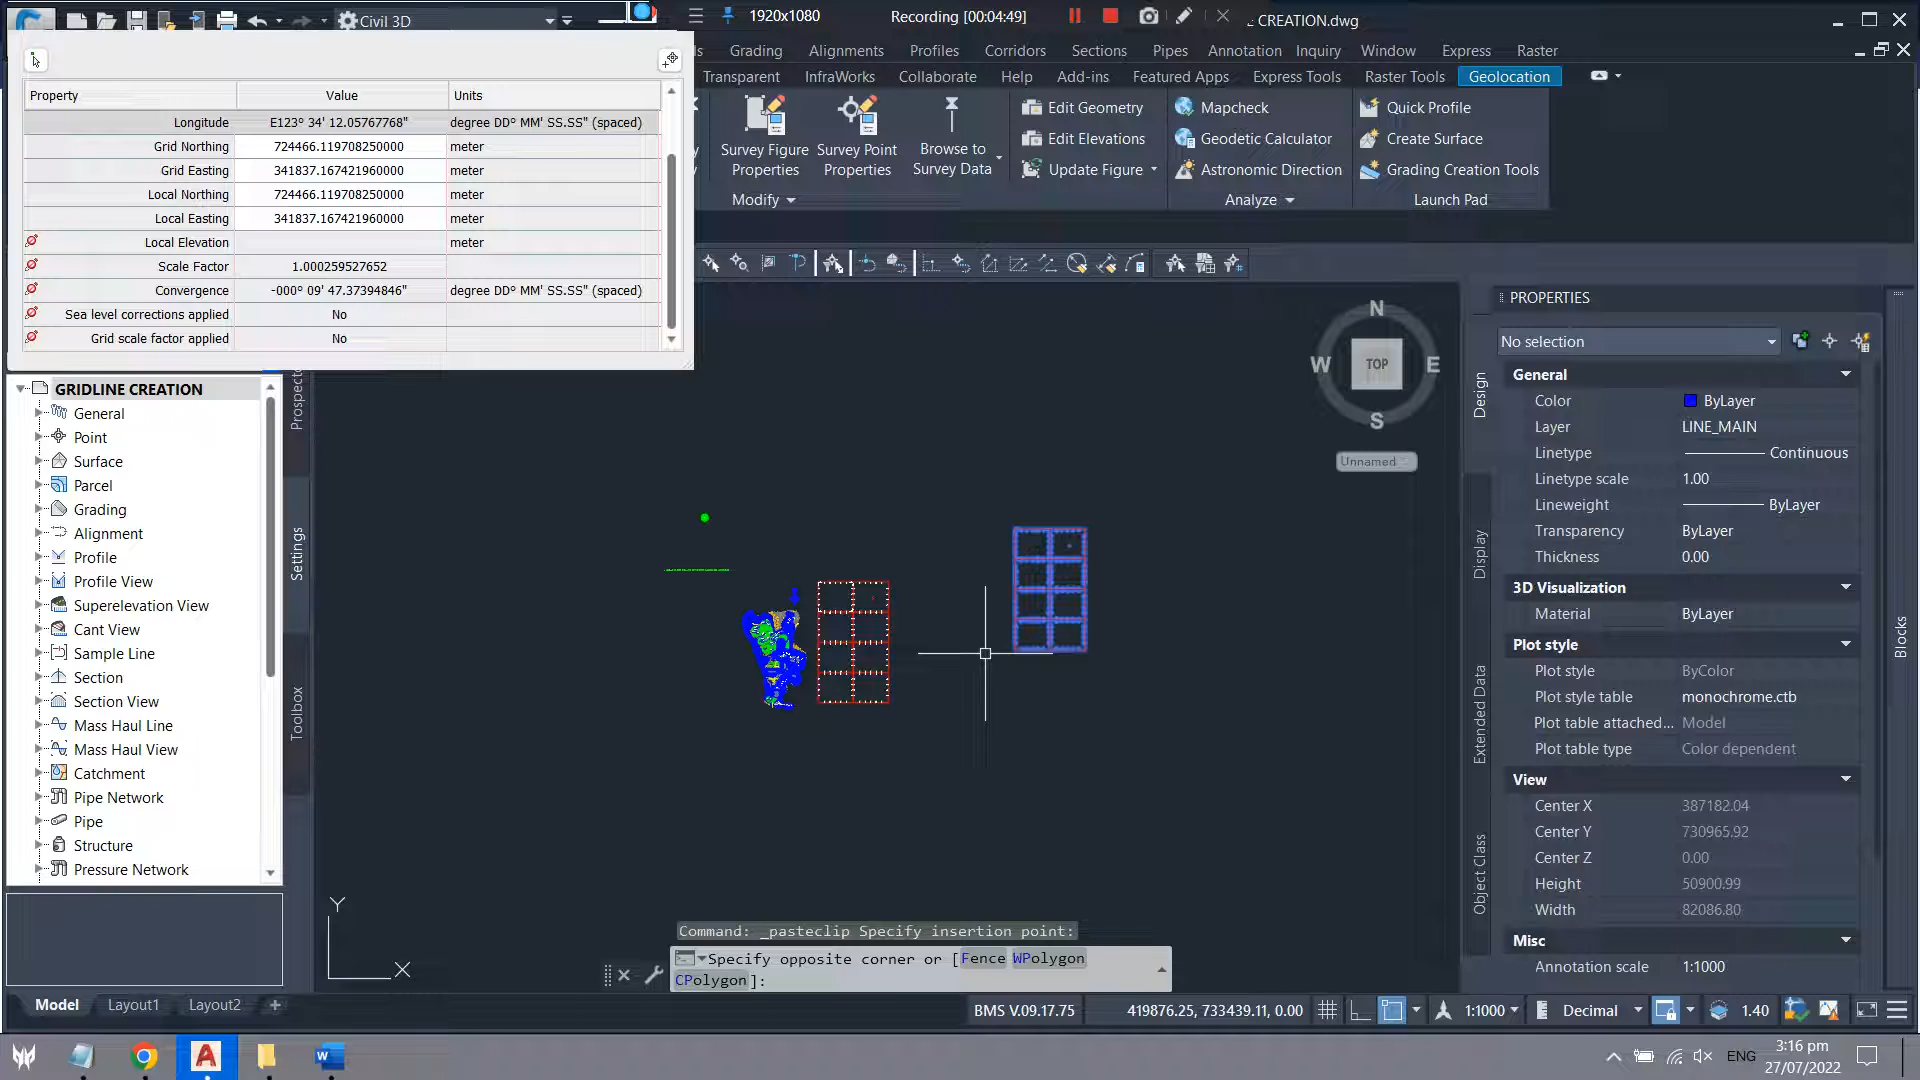 Civil 3D
1920x1080
Recording [00:04:49]
CREATION.dwg
Grading
Alignments
Profiles
Corridors
Sections
Pipes
Annotation
Inquiry
Window
Express
Raster
Transparent
InfraWorks
Collaborate
Help
Add-ins
Featured Apps
Express Tools
Raster Tools
Geolocation
Property Value Units
Longitude E123° 34' 12.05767768" degree DD° MM' SS.SS" (spaced)
Grid Northing 724466.119708250000 meter
Grid Easting 341837.167421960000 meter
Local Northing 724466.119708250000 meter
Local Easting 341837.167421960000 meter
Local Elevation meter
Scale Factor 1.000259527652
Convergence -000° 09' 47.37394846" degree DD° MM' SS.SS" (spaced)
Sea level corrections applied No
Grid scale factor applied No
Survey Figure
Properties
Survey Point
Properties
Browse to
Survey Data
Modify
Edit Geometry
Edit Elevations
Update Figure
Mapcheck
Geodetic Calculator
Astronomic Direction
Analyze
Quick Profile
Create Surface
Grading Creation Tools
Launch Pad
GRIDLINE CREATION
General
Point
Surface
Parcel
Grading
Alignment
Profile
Profile View
Superelevation View
Cant View
Sample Line
Section
Section View
Mass Haul Line
Mass Haul View
Catchment
Pipe Network
Pipe
Structure
Pressure Network
Settings
Toolbox
N
W TOP E
S
Unnamed
Y
X
Command: _pasteclip Specify insertion point:
Specify opposite corner or [Fence WPolygon
CPolygon]:
PROPERTIES
No selection
Design
Display
Extended Data
Object Class
Blocks
General
Color ByLayer
Layer LINE_MAIN
Linetype Continuous
Linetype scale 1.00
Lineweight ByLayer
Transparency ByLayer
Thickness 0.00
3D Visualization
Material ByLayer
Plot style
Plot style ByColor
Plot style table monochrome.ctb
Plot table attached... Model
Plot table type Color dependent
View
Center X 387182.04
Center Y 730965.92
Center Z 0.00
Height 50900.99
Width 82086.80
Misc
Annotation scale 1:1000
Model
Layout1
Layout2
+
BMS V.09.17.75
419876.25, 733439.11, 0.00
1:1000
Decimal
1.40
ENG
3:16 pm
27/07/2022